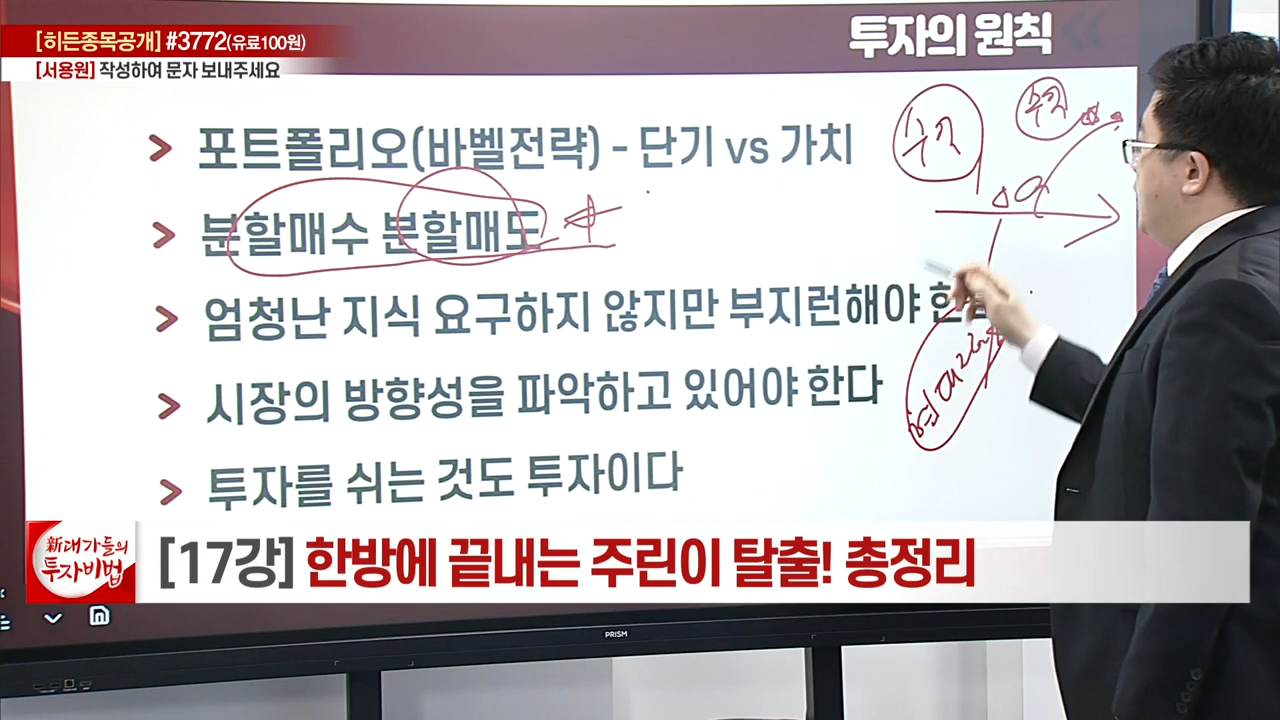 [히든종목공개] #3772(유료100원)
[서용원] 작성하여 문자 보내주세요
투자의 원칙
포트폴리오(바벨전략) - 단기 vs 가치
분할매수 분할매도
엄청난 지식 요구하지 않지만 부지런해야 한
시장의 방향성을 파악하고 있어야 한다
투자를 쉬는 것도 투자이다
新대가들의
투자비법
[17강] 한방에 끝내는 주린이 탈출! 총정리
PRISM